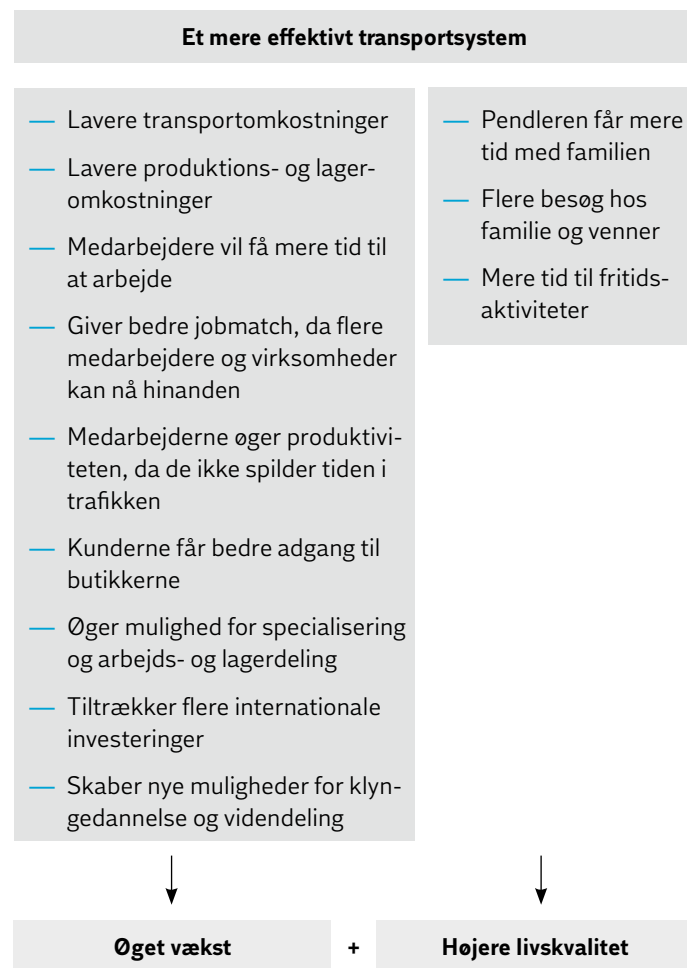 Et mere effektivt transportsystem
— Lavere transportomkostninger
— Lavere produktions- og lager-
omkostninger
— Medarbejdere vil få mere tid til
at arbejde
— Giver bedre jobmatch, da flere
medarbejdere og virksomheder
kan nå hinanden
— Medarbejderne øger produktivi-
teten, da de ikke spilder tiden i
trafikken
— Kunderne får bedre adgang til
butikkerne
— Øger mulighed for specialisering
og arbejds- og lagerdeling
— Tiltrækker flere internationale
investeringer
— Skaber nye muligheder for klyn-
gedannelse og videndeling
— Pendleren får mere
tid med familien
— Flere besøg hos
familie og venner
— Mere tid til fritids-
aktiviteter
Øget vækst + Højere livskvalitet